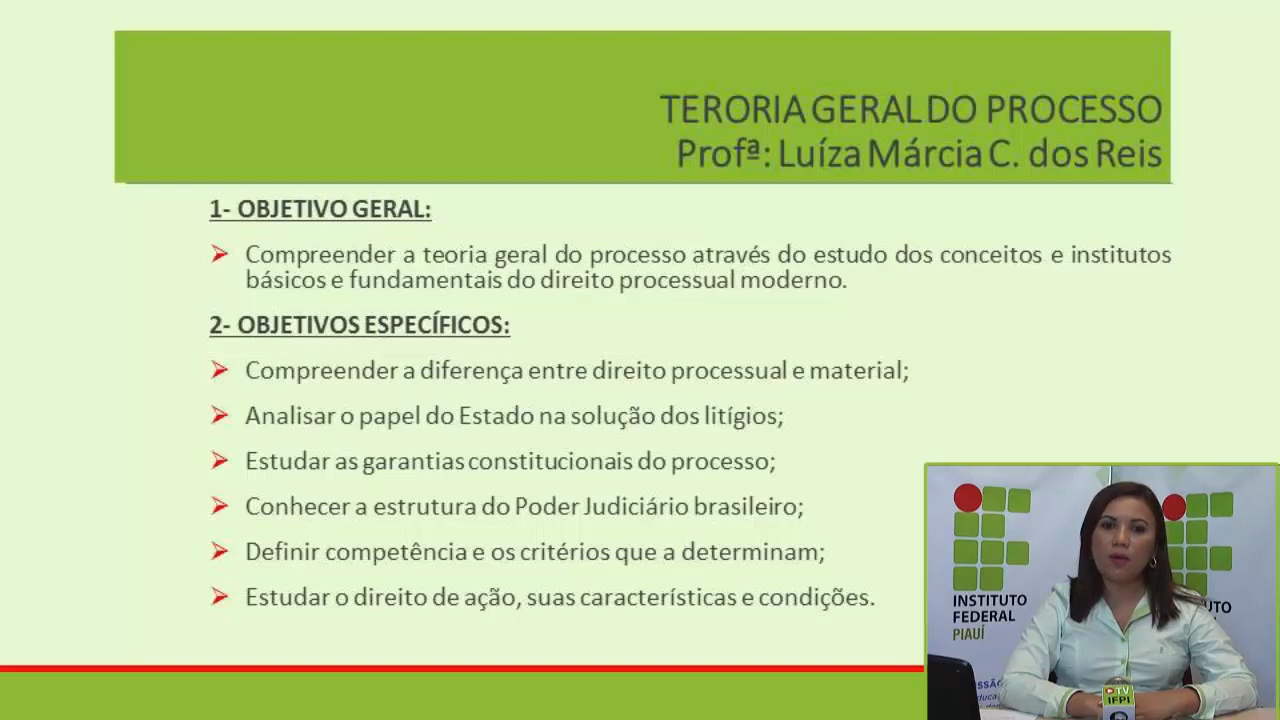 TERORIA GERAL DO PROCESSO
Profª: Luíza Márcia C. dos Reis
1- OBJETIVO GERAL:
Compreender a teoria geral do processo através do estudo dos conceitos e institutos
básicos e fundamentais do direito processual moderno.
2- OBJETIVOS ESPECÍFICOS:
Compreender a diferença entre direito processual e material;
Analisar o papel do Estado na solução dos litígios;
Estudar as garantias constitucionais do processo;
Conhecer a estrutura do Poder Judiciário brasileiro;
Definir competência e os critérios que a determinam;
Estudar o direito de ação, suas características e condições.
INSTITUTO
FEDERAL
PIAUÍ
TV
IFPI